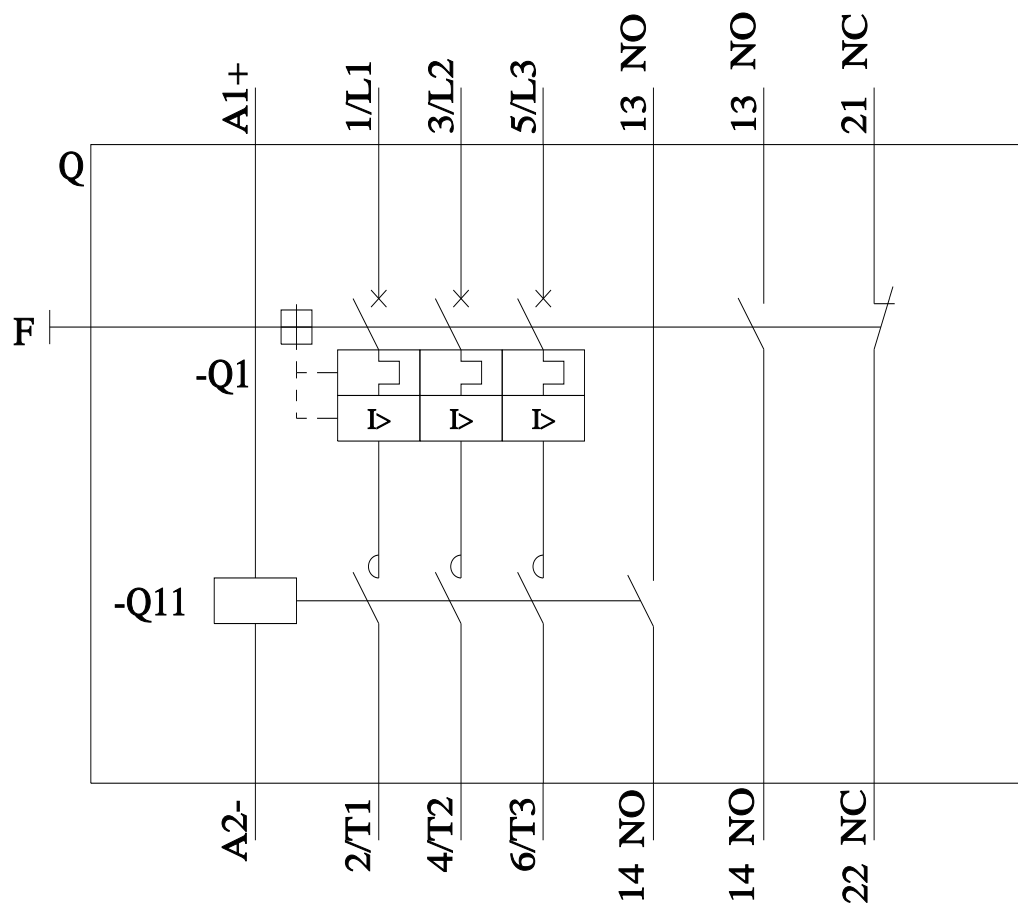 A1+
1/L1
3/L2
5/L3
13 NO
13 NO
21 NC
Q
F
-Q1
I>
I>
I>
-Q11
A2-
2/T1
4/T2
6/T3
14 NO
14 NO
22 NC